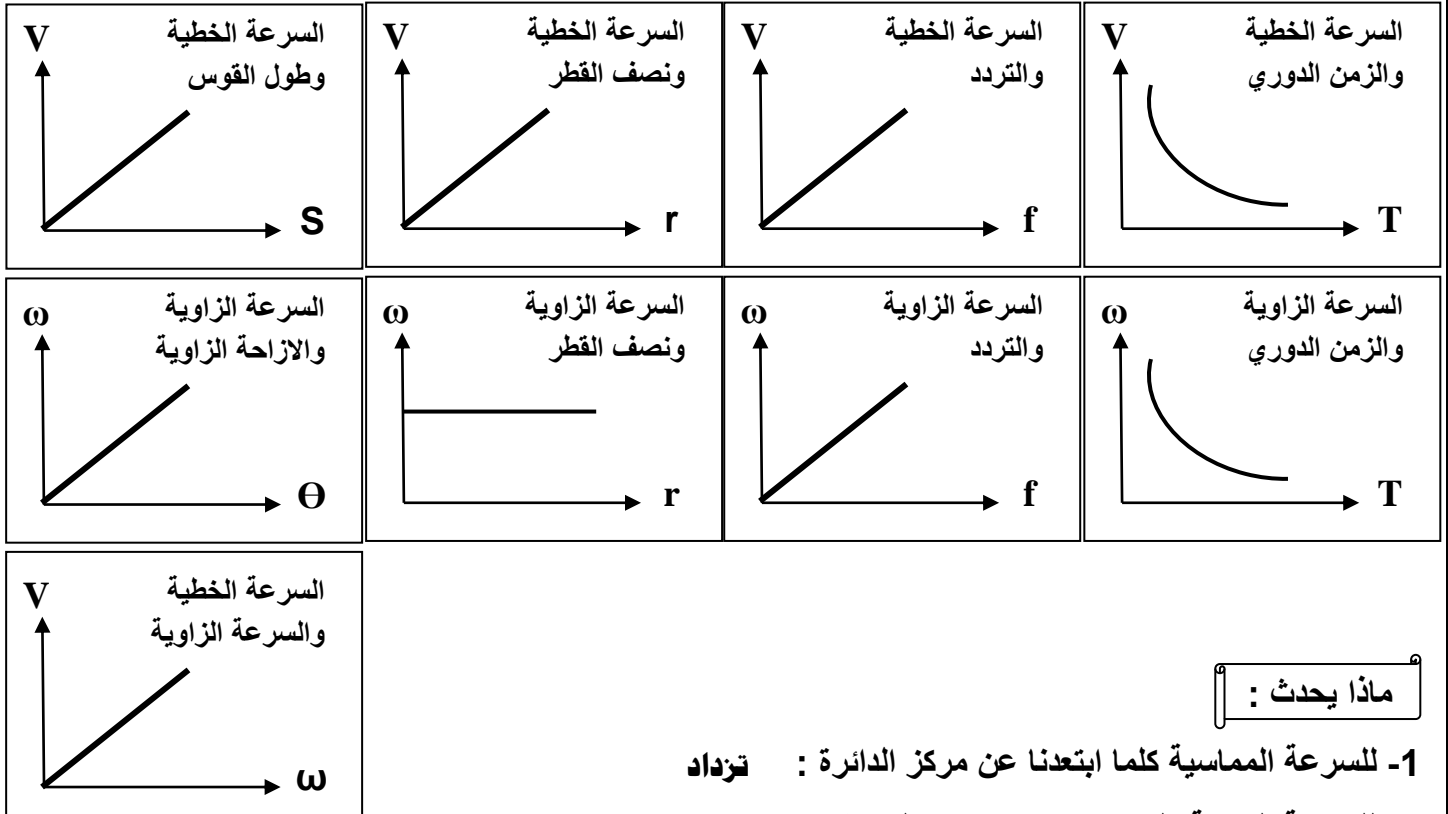 السرعة الخطية
والزمن الدوري
V
T
السرعة الخطية
والتردد
V
f
السرعة الخطية
ونصف القطر
V
r
السرعة الخطية
وطول القوس
V
S
السرعة الزاوية
والزمن الدوري
ω
T
السرعة الزاوية
والتردد
ω
f
السرعة الزاوية
ونصف القطر
ω
r
السرعة الزاوية
والازاحة الزاوية
ω
Ɵ
السرعة الخطية
والسرعة الزاوية
V
ω
ماذا يحدث :
1- للسرعة المماسية كلما ابتعدنا عن مركز الدائرة : تزداد